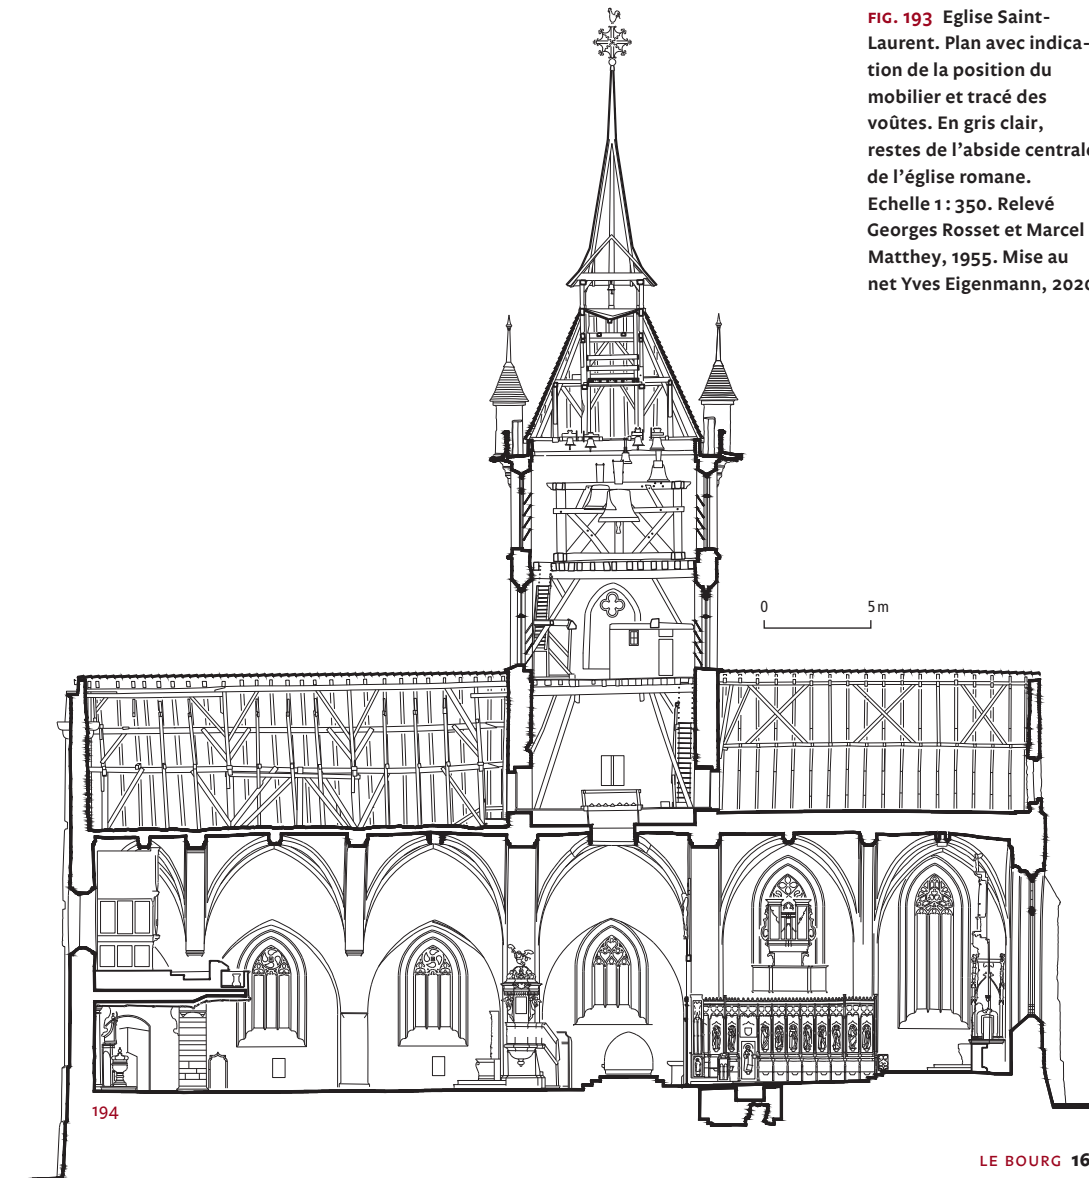 FIG. 193 Eglise Saint-
Laurent. Plan avec indica-
tion de la position du
mobilier et tracé des
voûtes. En gris clair,
restes de l’abside centrale
de l’église romane.
Echelle 1 : 350. Relevé
Georges Rosset et Marcel
Matthey, 1955. Mise au
net Yves Eigenmann, 2020
0 5 m
194
LE BOURG 16